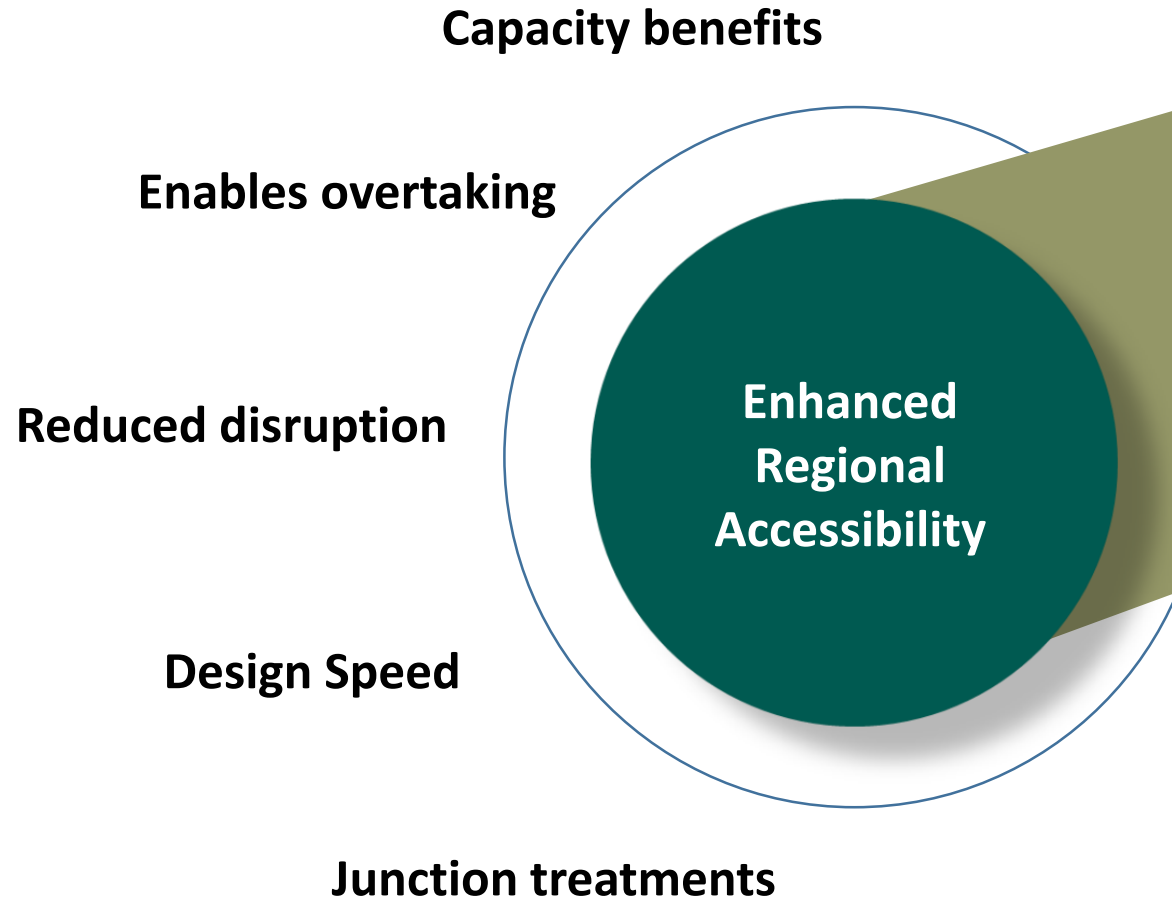 Capacity benefits
Enables overtaking
Reduced disruption
Enhanced
Regional
Accessibility
Design Speed
Junction treatments